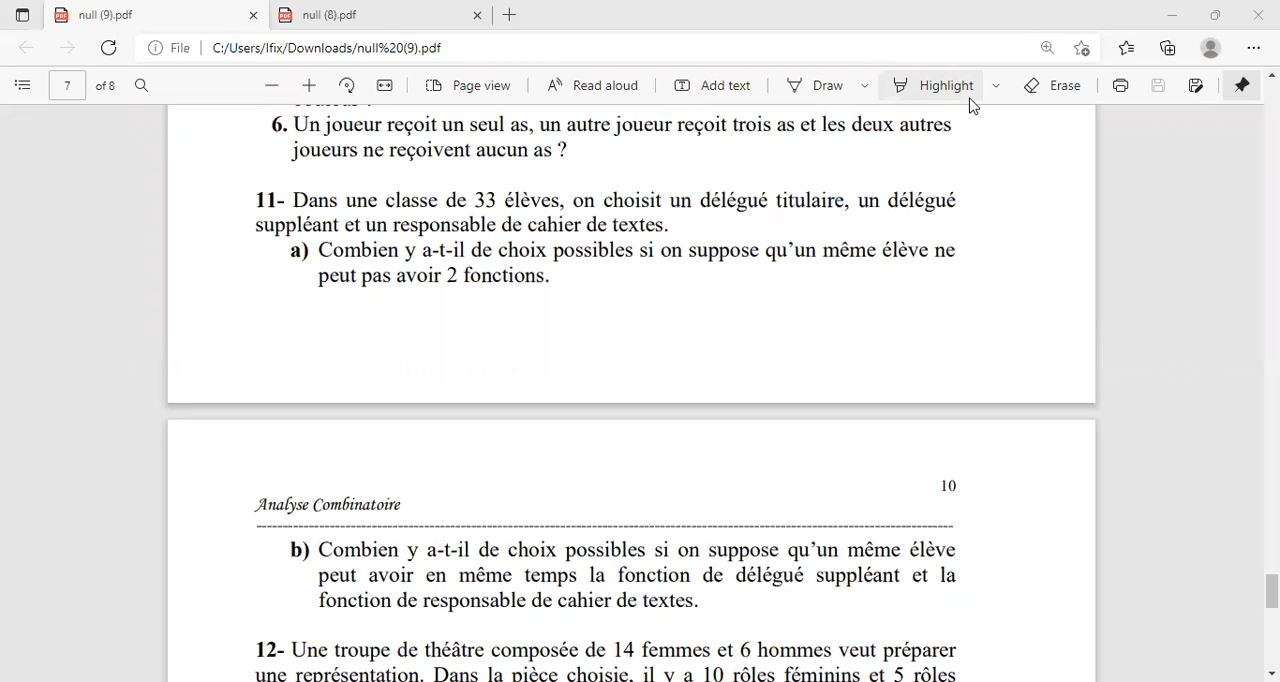 null (9).pdf
null (8).pdf
File
C:/Users/Ifix/Downloads/null%20(9).pdf
7 of 8
Page view
Read aloud
Add text
Draw
Highlight
Erase
6. Un joueur reçoit un seul as, un autre joueur reçoit trois as et les deux autres
joueurs ne reçoivent aucun as ?
11- Dans une classe de 33 élèves, on choisit un délégué titulaire, un délégué
suppléant et un responsable de cahier de textes.
a) Combien y a-t-il de choix possibles si on suppose qu’un même élève ne
peut pas avoir 2 fonctions.
10
Analyse Combinatoire
b) Combien y a-t-il de choix possibles si on suppose qu’un même élève
peut avoir en même temps la fonction de délégué suppléant et la
fonction de responsable de cahier de textes.
12- Une troupe de théâtre composée de 14 femmes et 6 hommes veut préparer
une représentation. Dans la pièce choisie, il y a 10 rôles féminins et 5 rôles